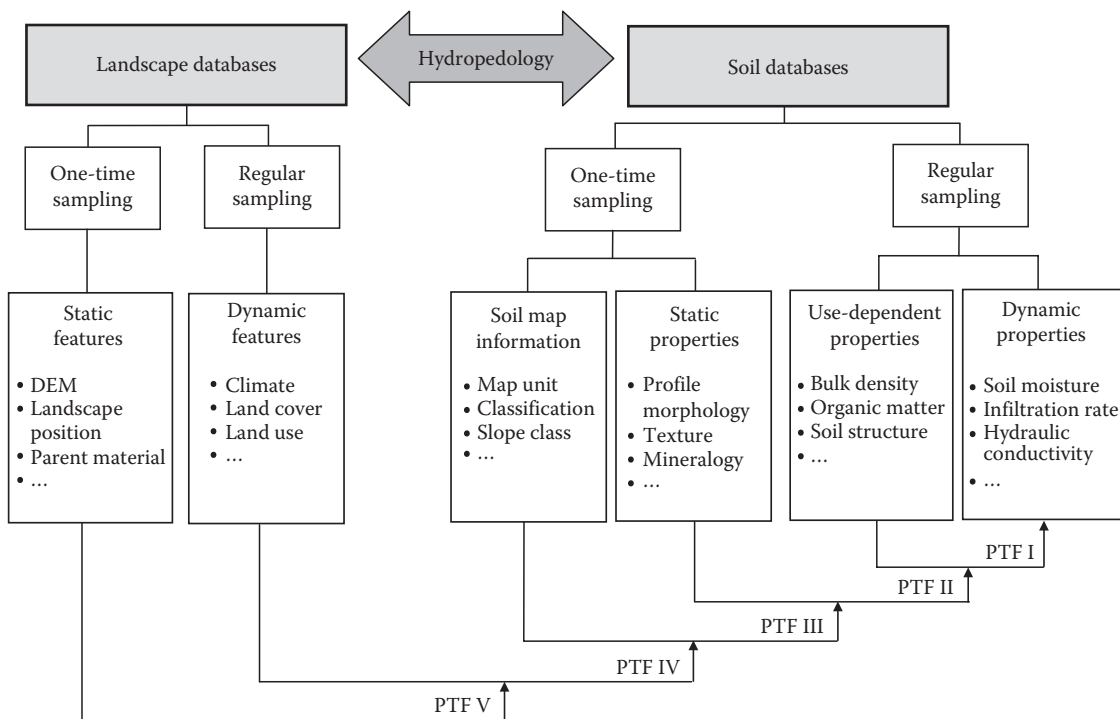 Landscape databases
Hydropedology
Soil databases
One-time
sampling
Regular
sampling
One-time
sampling
Regular
sampling
Static
features
• DEM
• Landscape
position
• Parent material
• ...
Dynamic
features
• Climate
• Land cover
• Land use
• ...
Soil map
information
• Map unit
• Classification
• Slope class
• ...
Static
properties
• Profile
morphology
• Texture
• Mineralogy
• ...
Use-dependent
properties
• Bulk density
• Organic matter
• Soil structure
• ...
Dynamic
properties
• Soil moisture
• Infiltration rate
• Hydraulic
conductivity
• ...
PTF I
PTF II
PTF III
PTF IV
PTF V